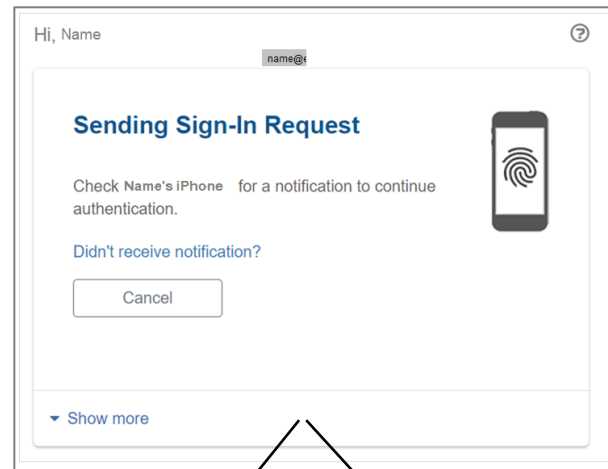 Hi, Name
name@e
Sending Sign-In Request
Check Name's iPhone for a notification to continue
authentication.
Didn't receive notification?
Cancel
Show more